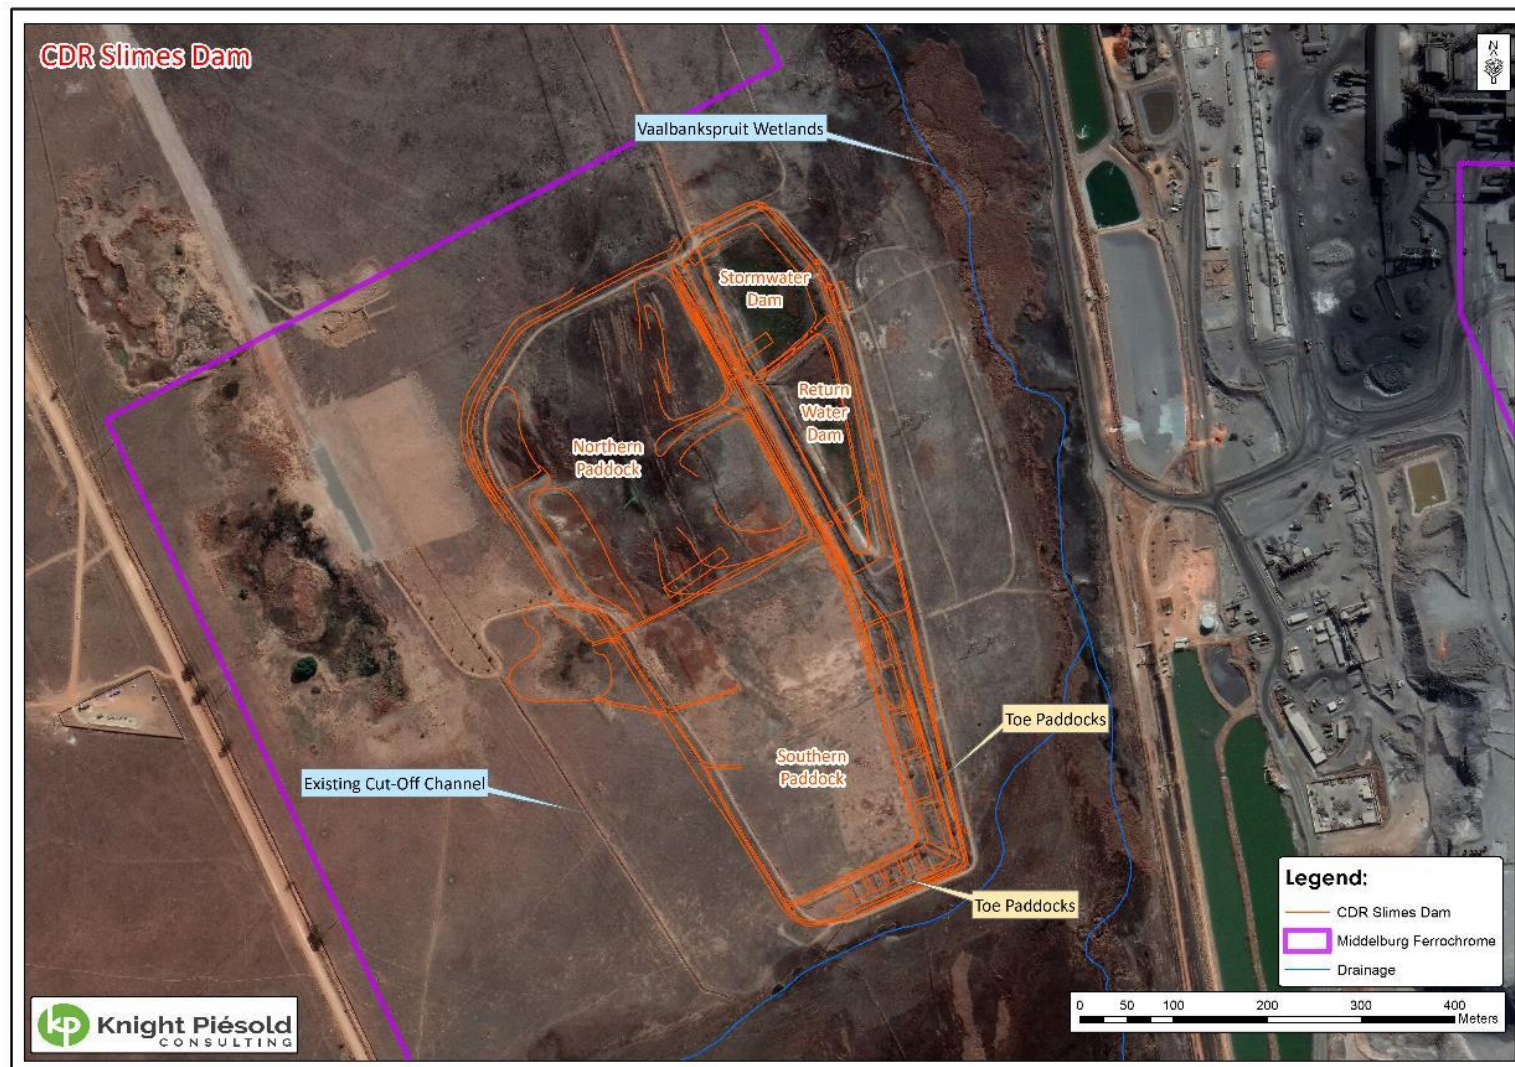 CDR Slimes Dam
N
Vaalbankspruit Wetlands
Stormwater
Dam
Return
Water
Dam
Northern
Paddock
Toe Paddocks
Southern
Paddock
Existing Cut-Off Channel
Toe Paddocks
Legend:
CDR Slimes Dam
Middelburg Ferrochrome
Drainage
0 50 100 200 300 400
Meters
kp Knight Piésold
CONSULTING